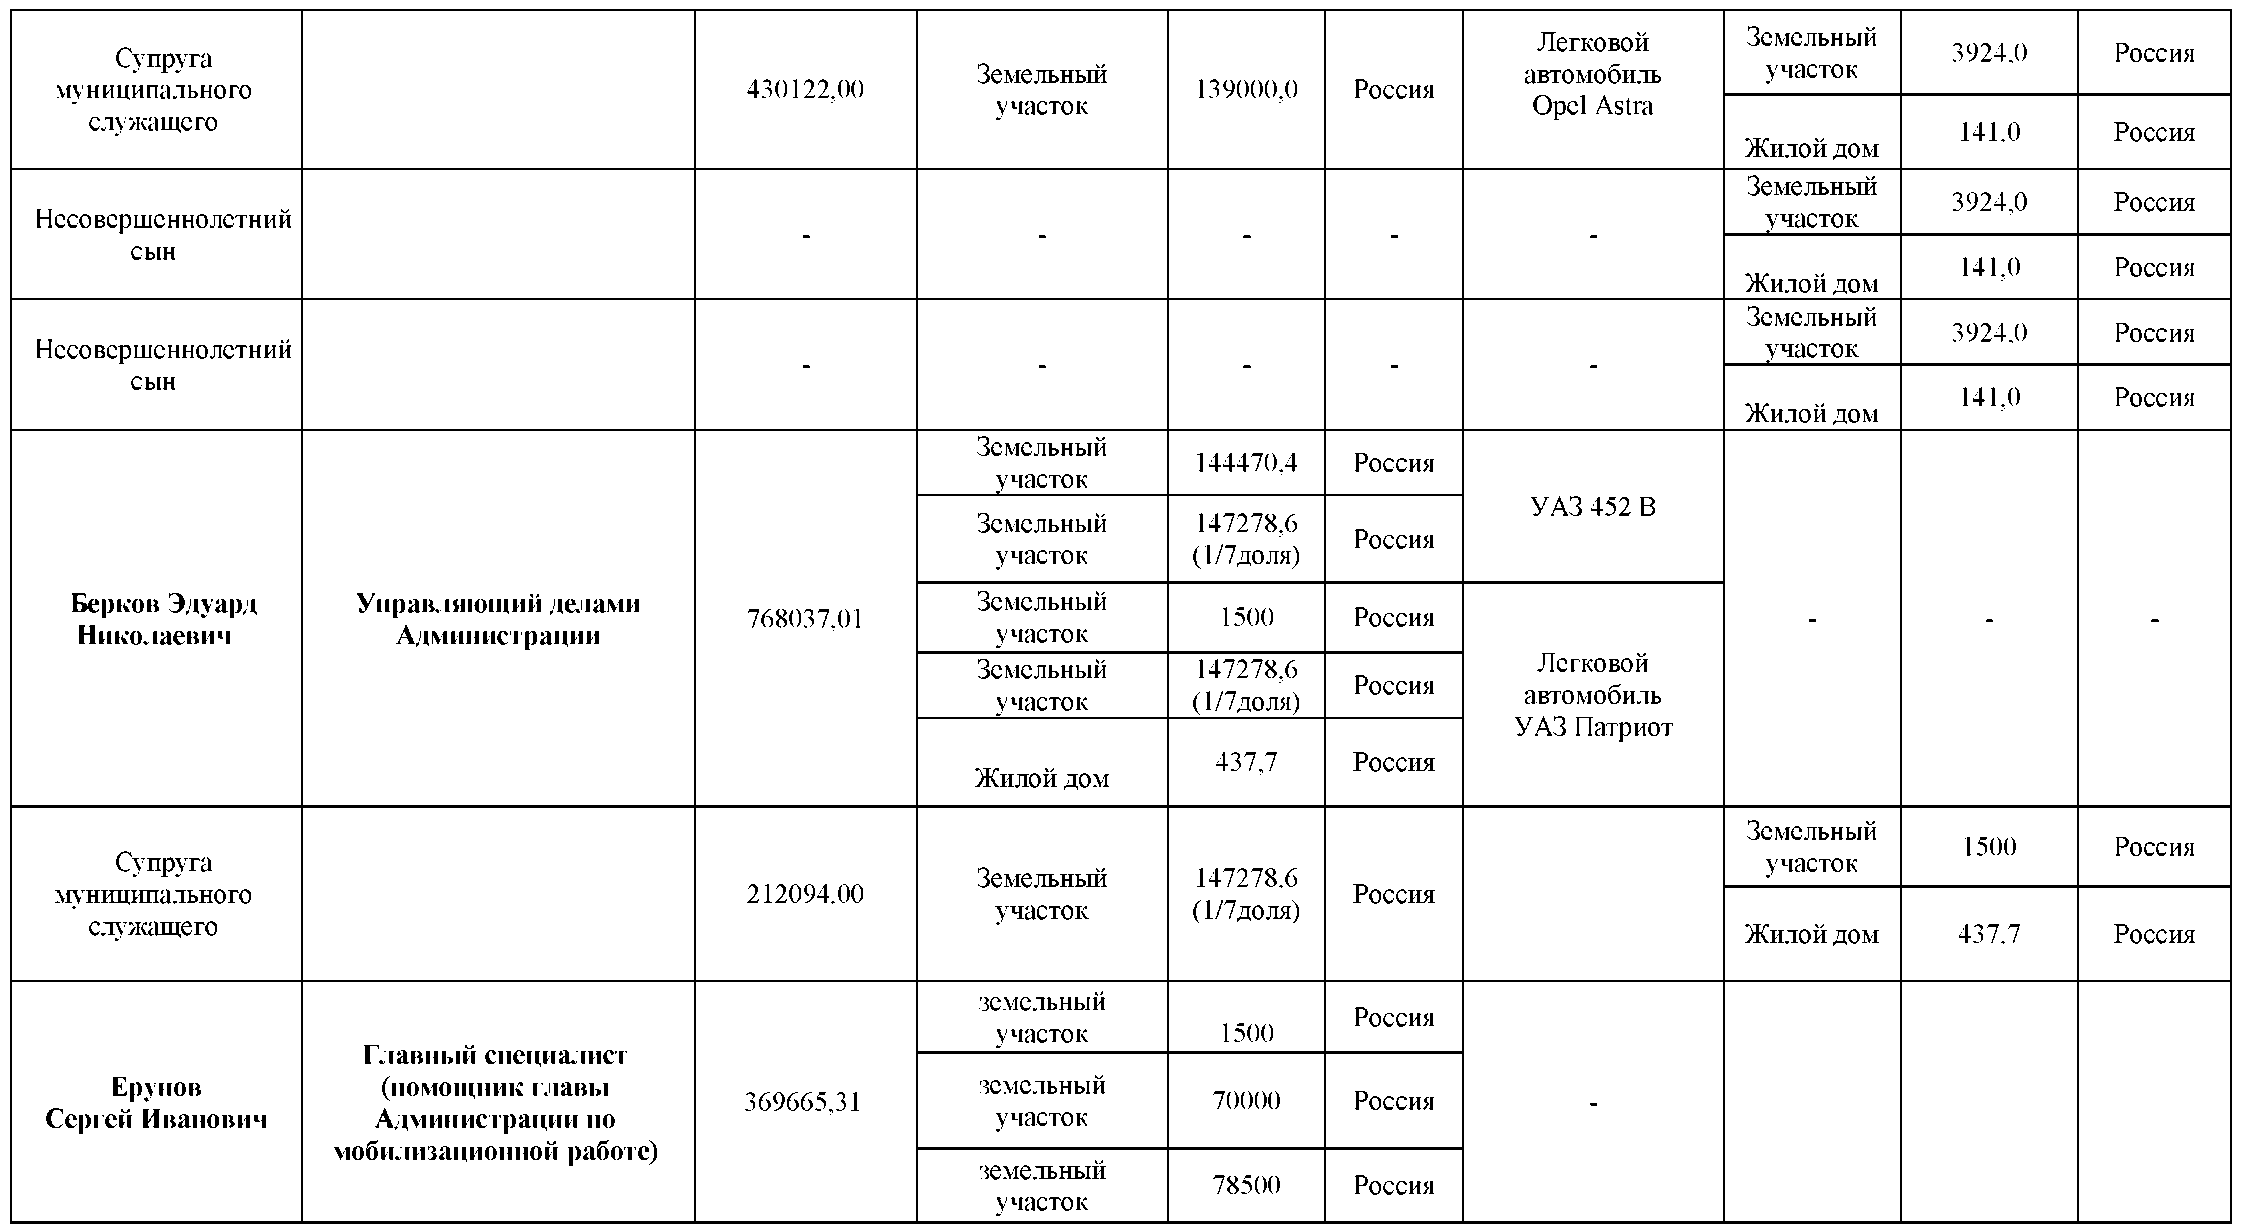 Супруга
муниципального
служащего
430122,00
Земельный
участок
139000,0
Россия
Легковой
автомобиль
Opel Astra
Земельный
участок
3924,0
Россия
Жилой дом
141,0
Россия
Несовершеннолетний
сын
-
-
-
-
-
Земельный
участок
3924,0
Россия
Жилой дом
141,0
Россия
Несовершеннолетний
сын
-
-
-
-
-
Земельный
участок
3924,0
Россия
Жилой дом
141,0
Россия
Берков Эдуард
Николаевич
Управляющий делами
Администрации
768037,01
Земельный
участок
144470,4
Россия
Земельный
участок
147278,6
(1/7доля)
Россия
Земельный
участок
1500
Россия
Земельный
участок
147278,6
(1/7доля)
Россия
Жилой дом
437,7
Россия
УАЗ 452 В
Легковой
автомобиль
УАЗ Патриот
-
-
-
Супруга
муниципального
служащего
212094,00
Земельный
участок
147278,6
(1/7доля)
Россия
Земельный
участок
1500
Россия
Жилой дом
437,7
Россия
Ерунов
Сергей Иванович
Главный специалист
(помощник главы
Администрации по
мобилизационной работе)
369665,31
земельный
участок
1500
Россия
земельный
участок
70000
Россия
земельный
участок
78500
Россия
-